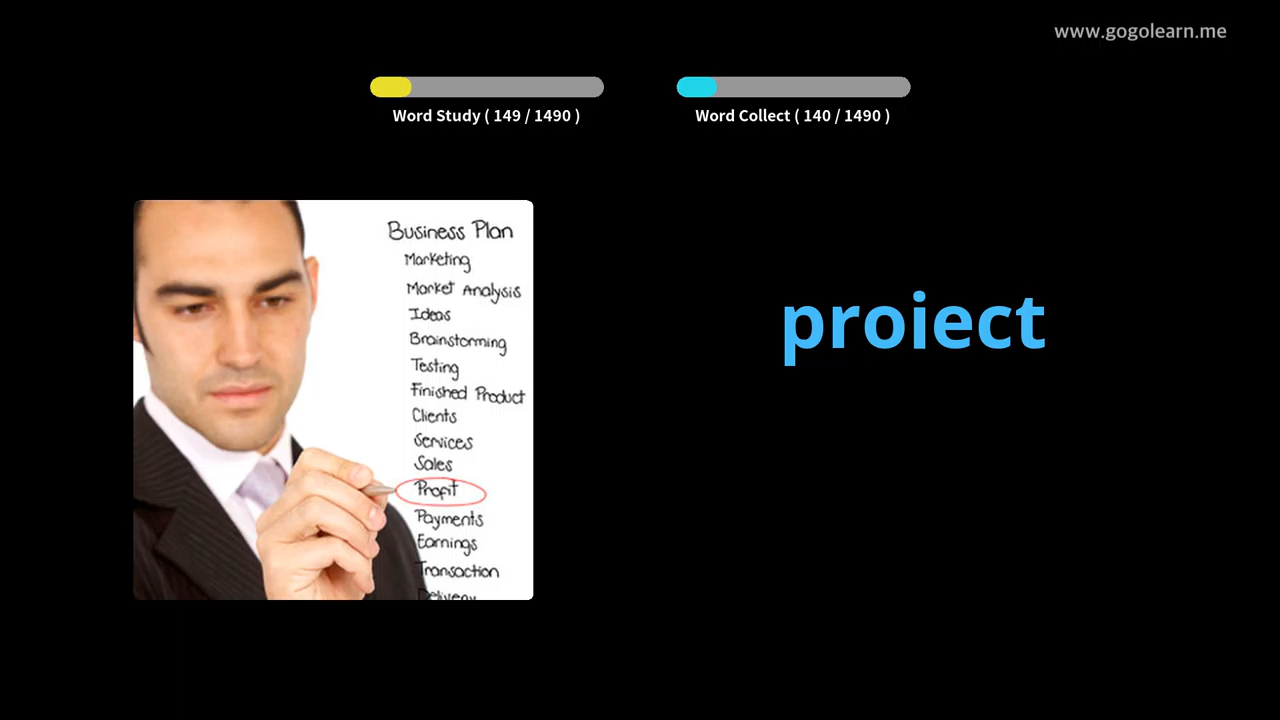 www.gogolearn.me
Word Study ( 149 / 1490 )
Word Collect ( 140 / 1490 )
Business Plan
Marketing
Market Analysis
Ideas
Brainstorming
Testing
Finished Product
Clients
Services
Sales
Profit
Payments
Earnings
Transaction
Delivery
proiect